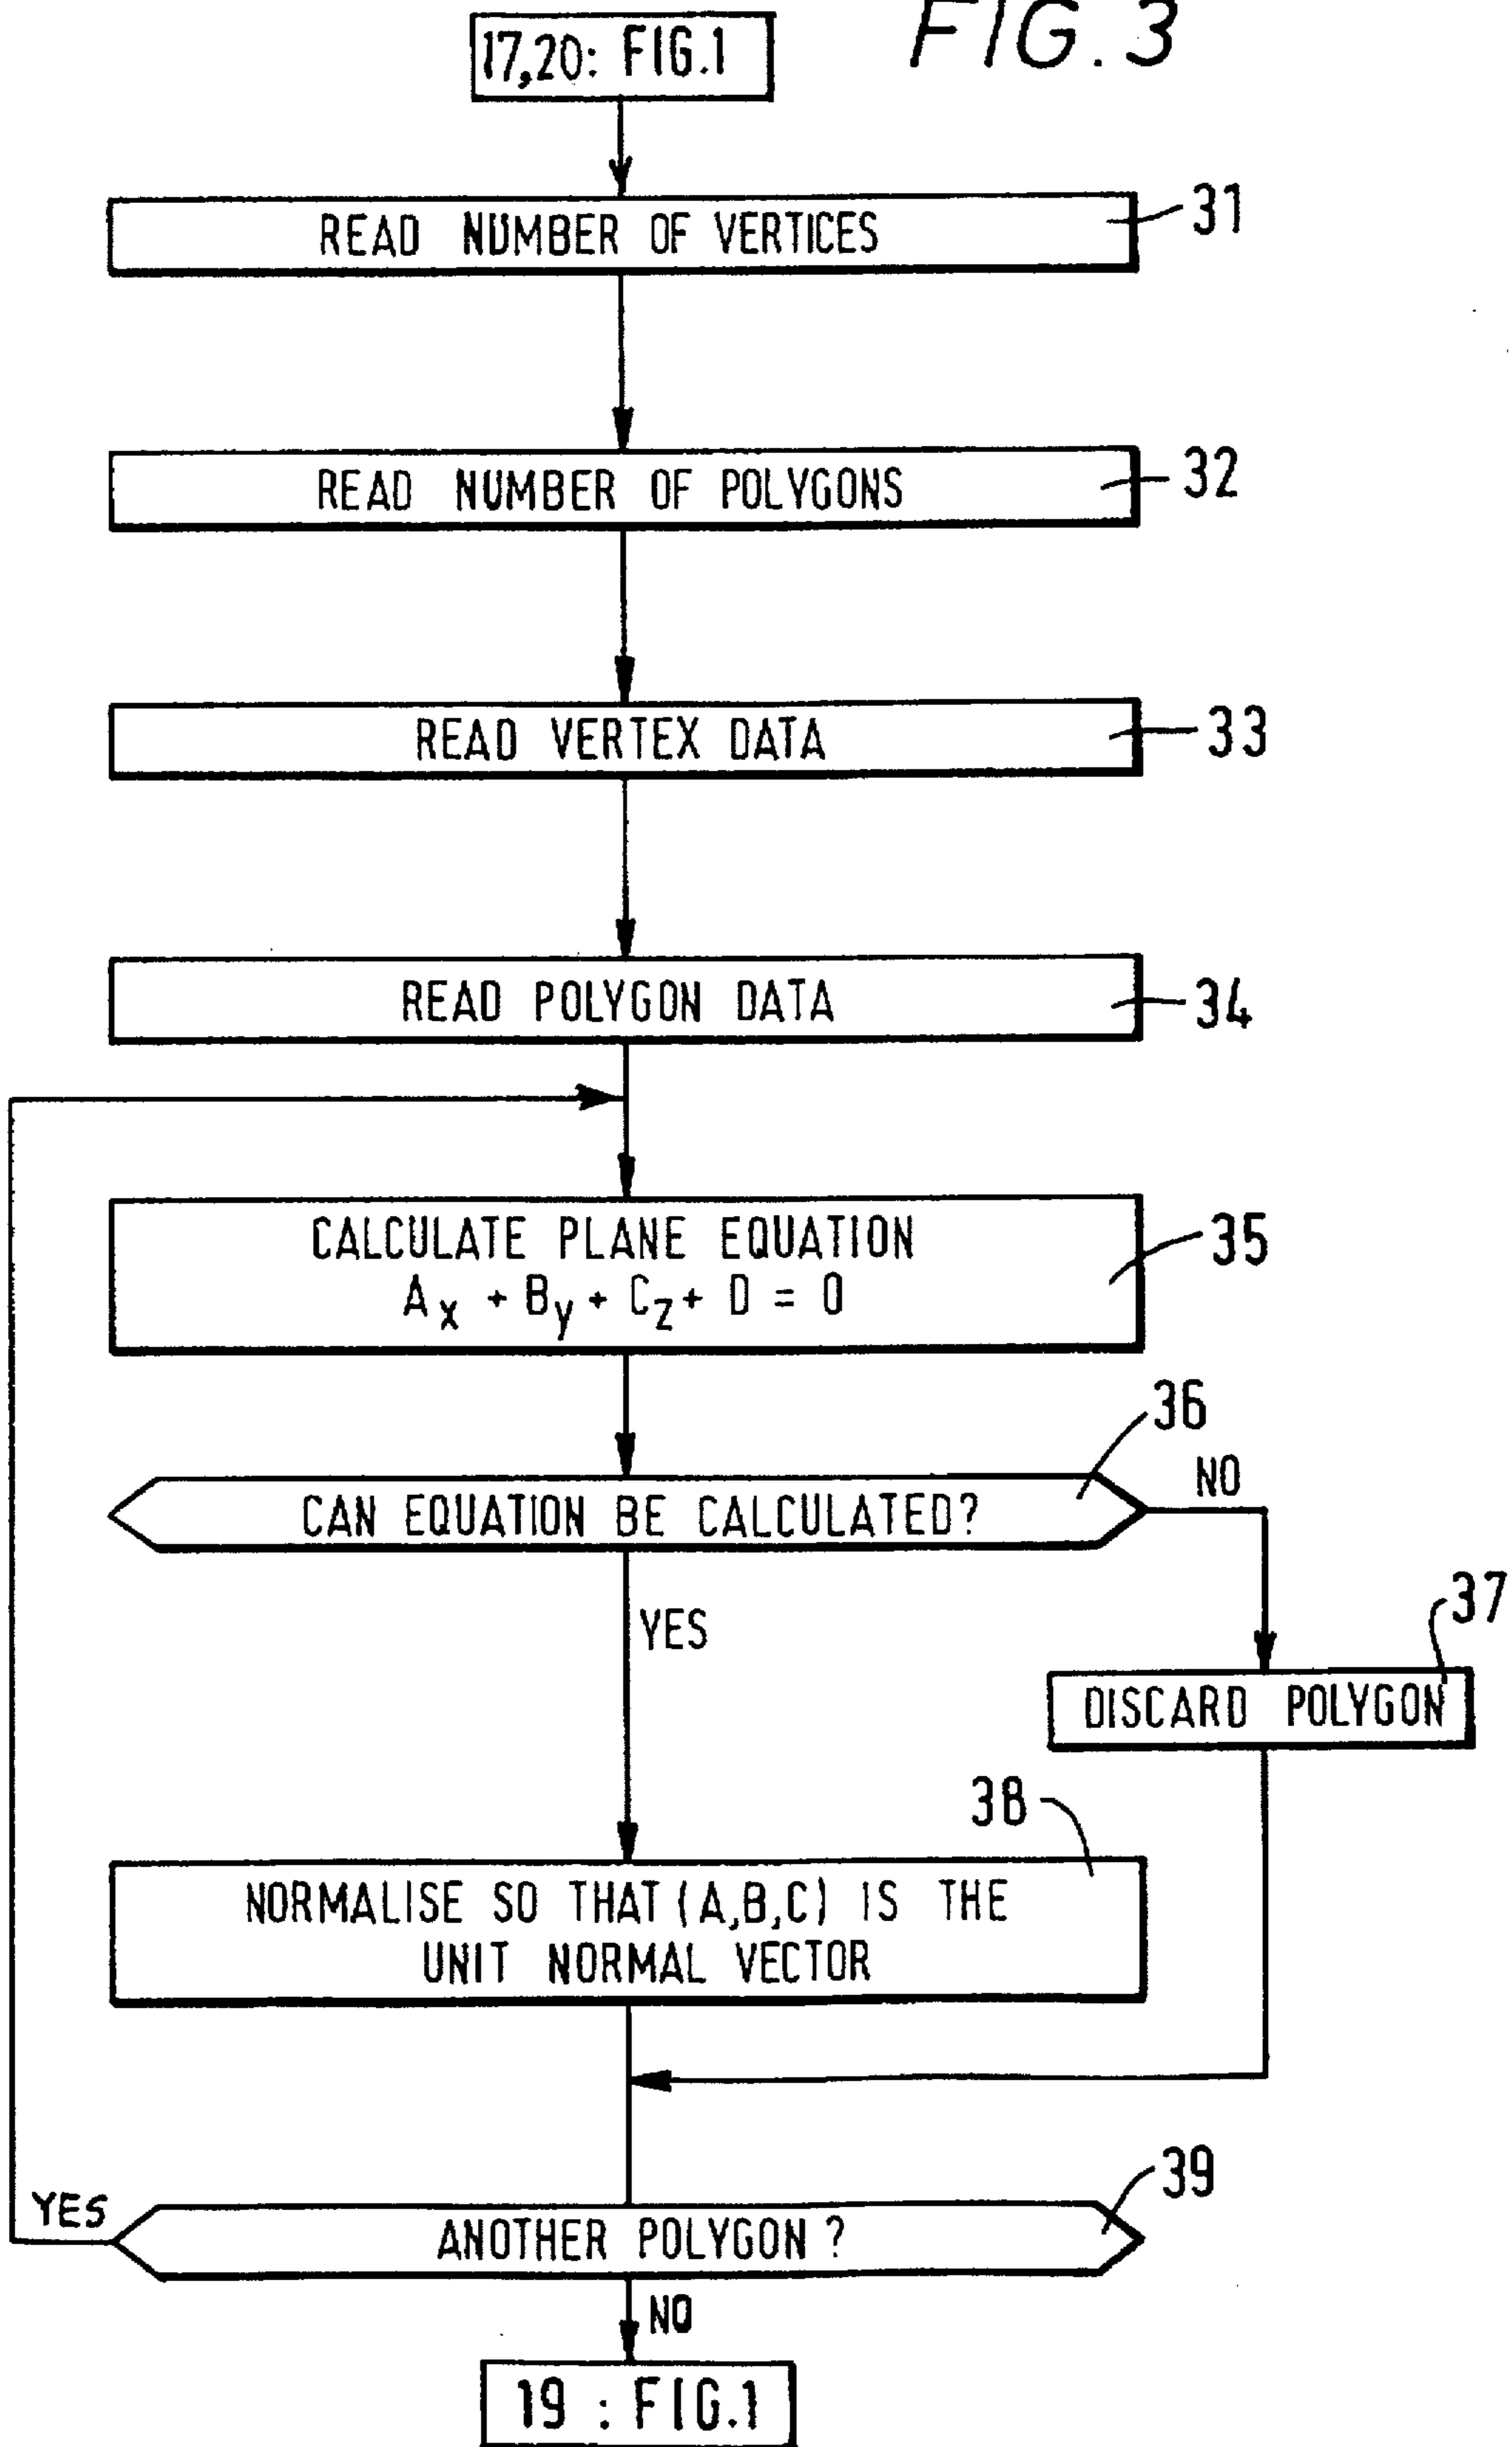 FIG. 3
17,20: FIG.1
READ NUMBER OF VERTICES
31
READ NUMBER OF POLYGONS
32
READ VERTEX DATA
33
READ POLYGON DATA
34
CALCULATE PLANE EQUATION
Ax + By + Cz + D = 0
35
36
CAN EQUATION BE CALCULATED?
NO
YES
37
DISCARD POLYGON
38
NORMALISE SO THAT (A,B,C) IS THE
UNIT NORMAL VECTOR
39
YES
ANOTHER POLYGON ?
NO
19 : FIG.1